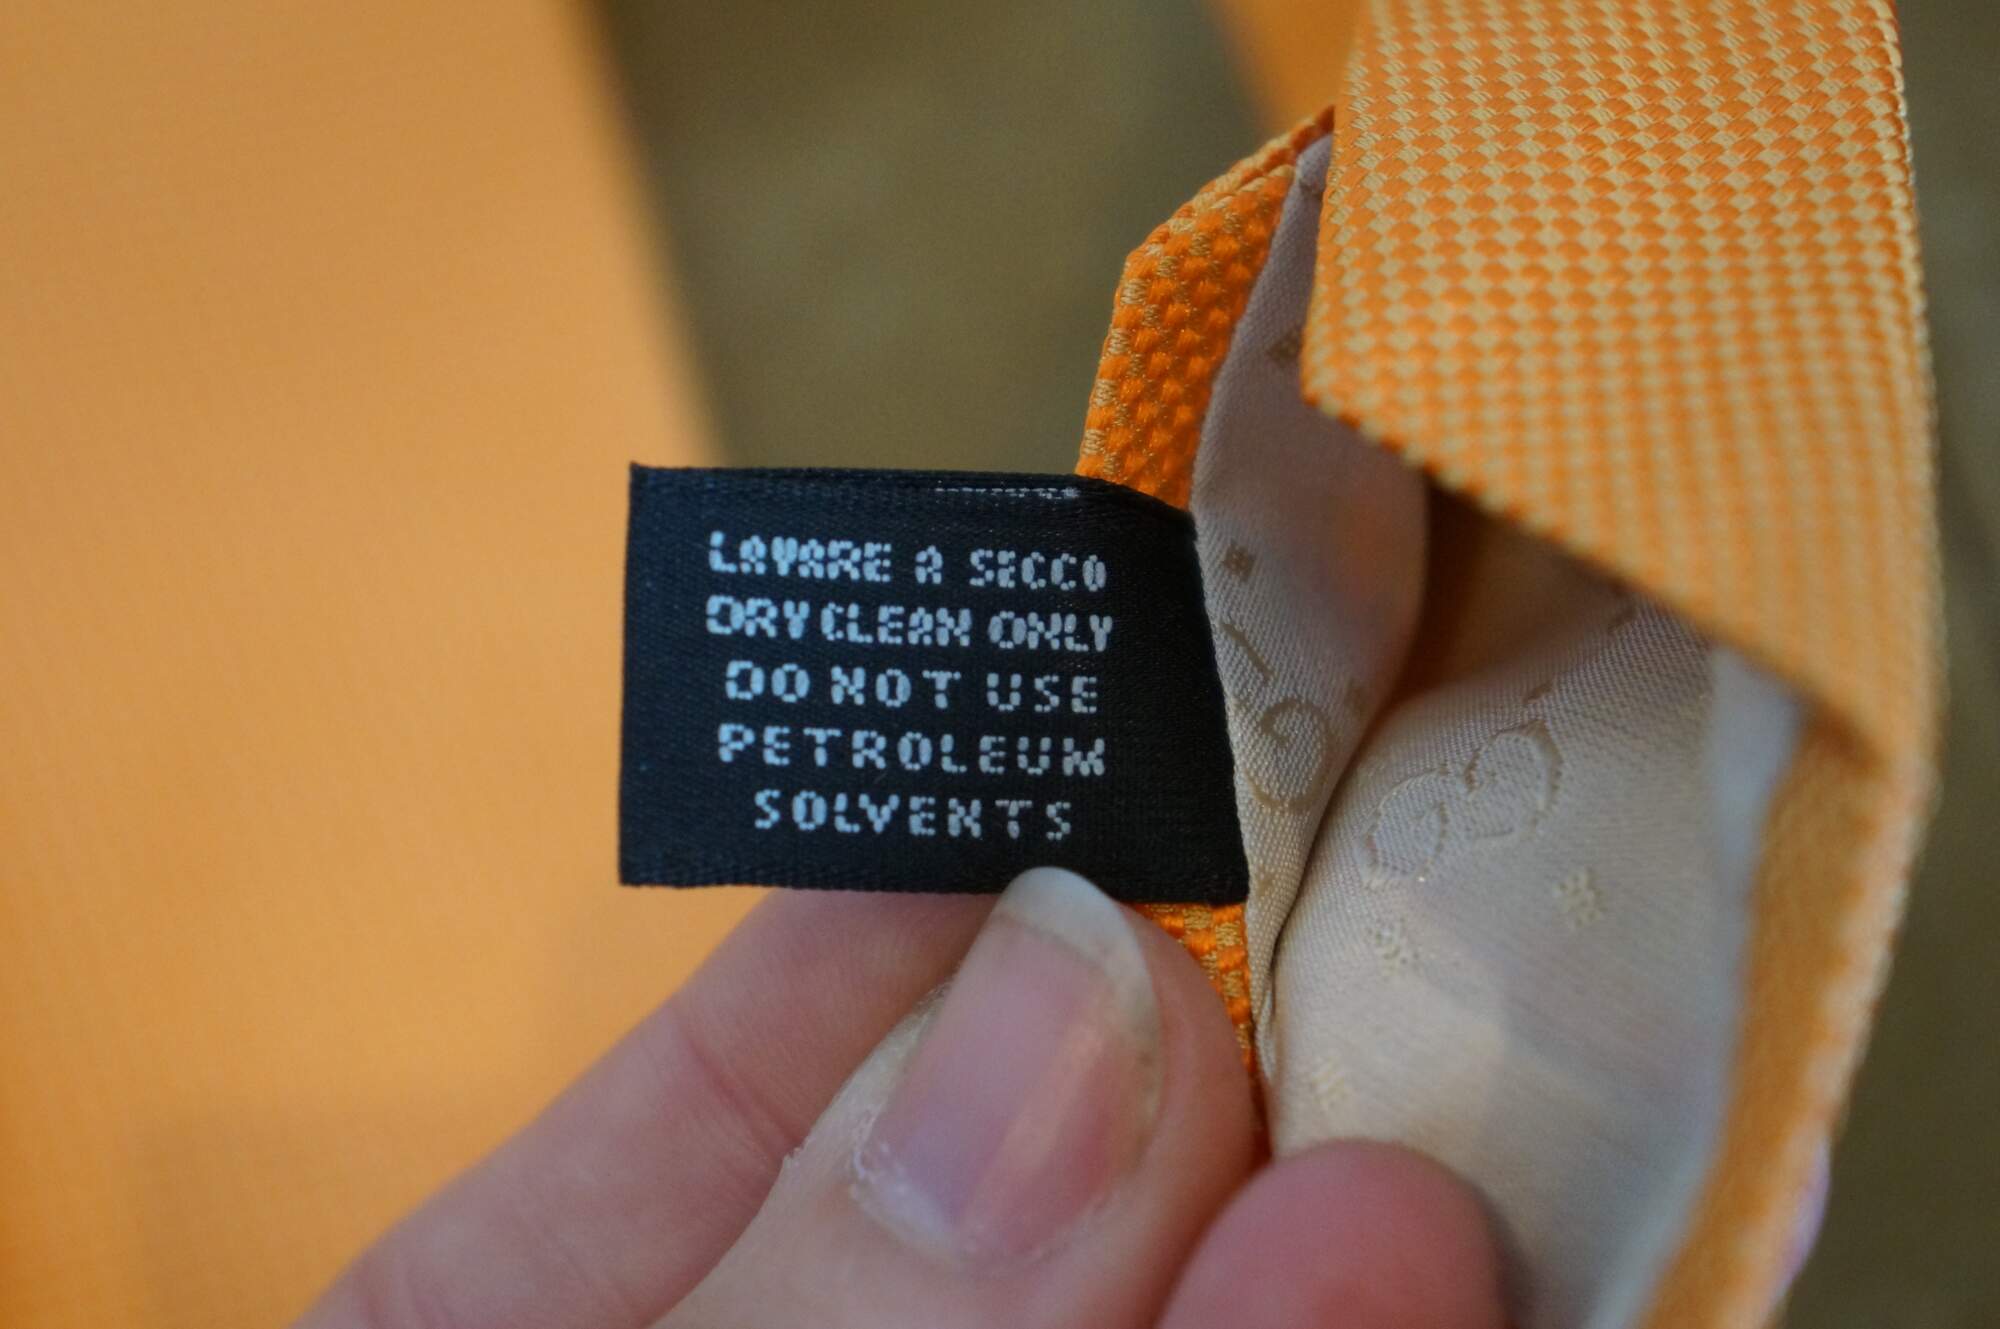 LAVARE A SECCO
DRY CLEAN ONLY
DO NOT USE
PETROLEUM
SOLVENTS